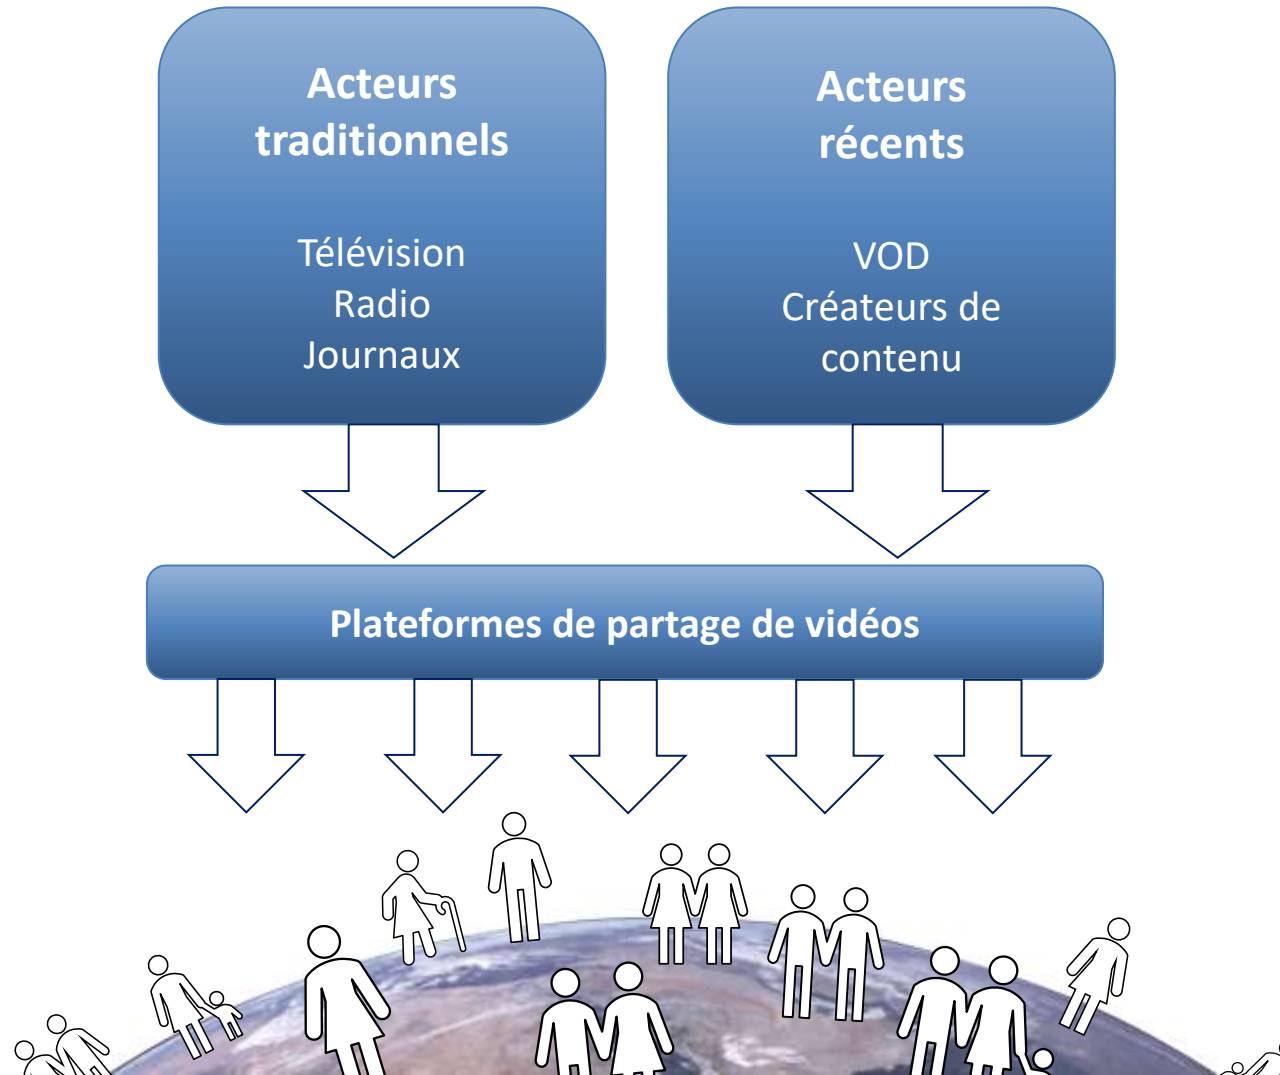 Acteurs
traditionnels
Télévision
Radio
Journaux
Acteurs
récents
VOD
Créateurs de
contenu
Plateformes de partage de vidéos